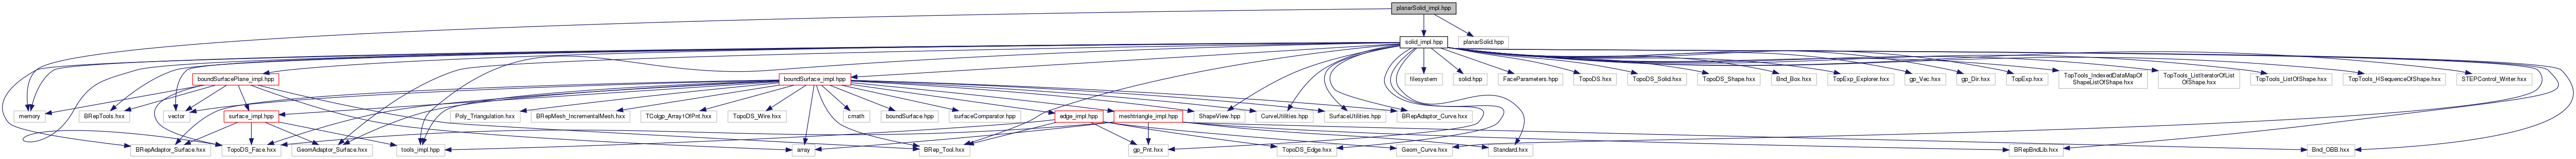 planarSolid_impl.hpp
solid_impl.hpp
planarSolid.hpp
boundSurfacePlane_impl.hpp
boundSurface_impl.hpp
filesystem
solid.hpp
FaceParameters.hpp
TopoDS.hxx
TopoDS_Solid.hxx
TopoDS_Shape.hxx
Bnd_Box.hxx
TopExp_Explorer.hxx
gp_Vec.hxx
gp_Dir.hxx
TopExp.hxx
TopTools_IndexedDataMapOf
ShapeListOfShape.hxx
TopTools_ListIteratorOfList
OfShape.hxx
TopTools_ListOfShape.hxx
TopTools_HSequenceOfShape.hxx
STEPControl_Writer.hxx
memory
BRepTools.hxx
vector
surface_impl.hpp
Poly_Triangulation.hxx
BRepMesh_IncrementalMesh.hxx
TColgp_Array1OfPnt.hxx
TopoDS_Wire.hxx
cmath
boundSurface.hpp
surfaceComparator.hpp
edge_impl.hpp
meshtriangle_impl.hpp
ShapeView.hpp
CurveUtilities.hpp
SurfaceUtilities.hpp
BRepAdaptor_Curve.hxx
BRepAdaptor_Surface.hxx
TopoDS_Face.hxx
GeomAdaptor_Surface.hxx
tools_impl.hpp
array
BRep_Tool.hxx
gp_Pnt.hxx
TopoDS_Edge.hxx
Geom_Curve.hxx
Standard.hxx
BRepBndLib.hxx
Bnd_OBB.hxx